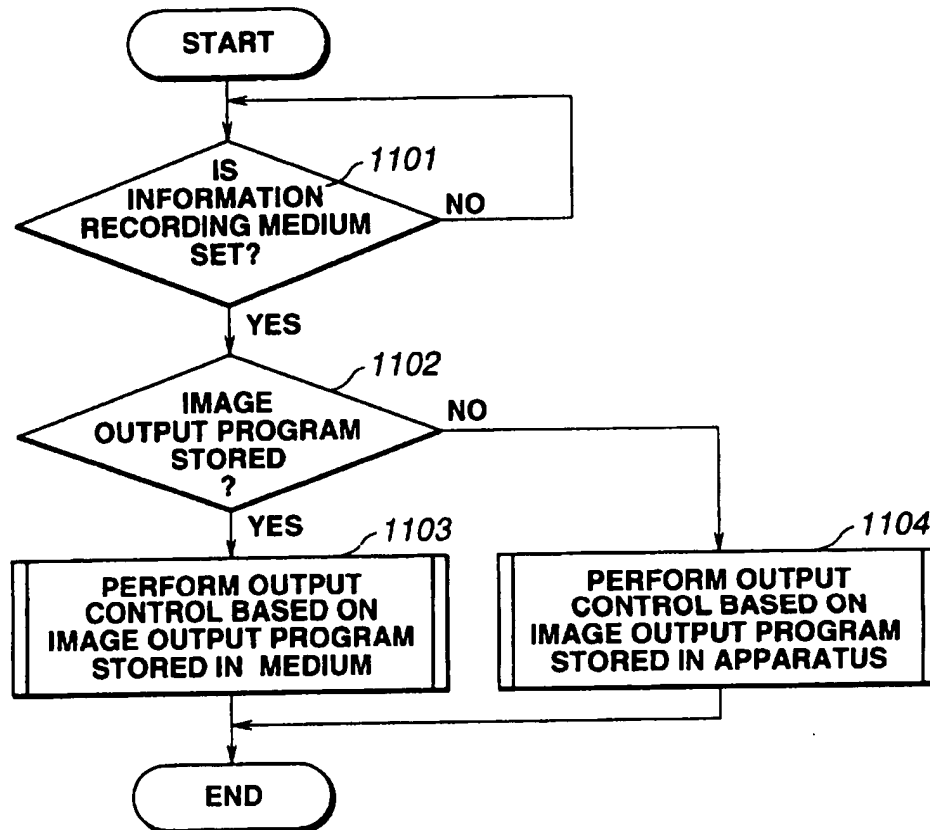 START
1101
IS
INFORMATION
RECORDING MEDIUM
SET?
NO
YES
1102
IMAGE
OUTPUT PROGRAM
STORED
?
NO
YES
1103
PERFORM OUTPUT
CONTROL BASED ON
IMAGE OUTPUT PROGRAM
STORED IN MEDIUM
1104
PERFORM OUTPUT
CONTROL BASED ON
IMAGE OUTPUT PROGRAM
STORED IN APPARATUS
END